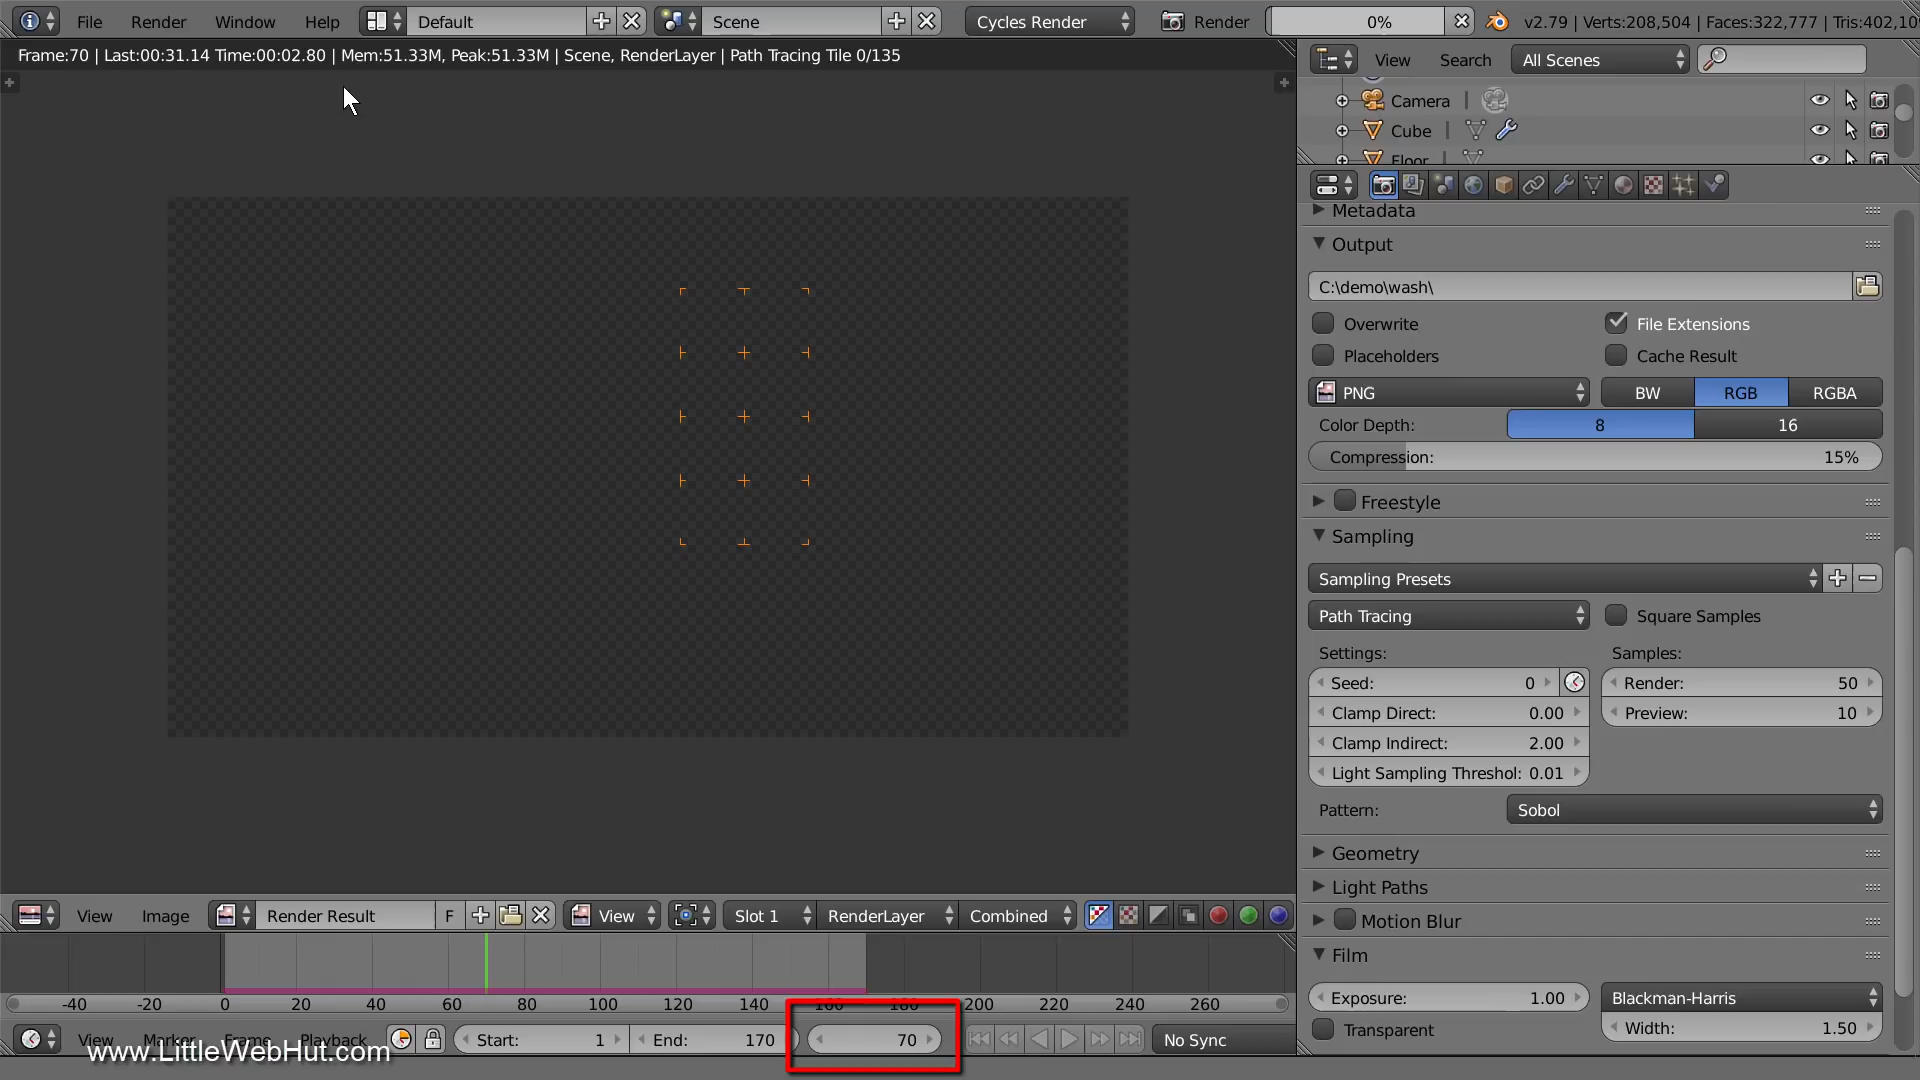 File Render Window Help Default Scene Cycles Render Render 0% v2.79 | Verts:208,504 | Faces:322,777 | Tris:402,10
Frame:70 | Last:00:31.14 Time:00:02.80 | Mem:51.33M, Peak:51.33M | Scene, RenderLayer | Path Tracing Tile 0/135
View Search All Scenes
Camera
Cube
Floor
Metadata
Output
C:\demo\wash\
Overwrite File Extensions
Placeholders Cache Result
PNG BW RGB RGBA
Color Depth: 8 16
Compression: 15%
Freestyle
Sampling
Sampling Presets
Path Tracing Square Samples
Settings: Samples:
Seed: 0 Render: 50
Clamp Direct: 0.00 Preview: 10
Clamp Indirect: 2.00
Light Sampling Threshol: 0.01
Pattern: Sobol
Geometry
Light Paths
Motion Blur
Film
Exposure: 1.00 Blackman-Harris
Transparent Width: 1.50
View Image Render Result F View Slot 1 RenderLayer Combined
-40 -20 0 20 40 60 80 100 120 140 160 180 200 220 240 260
View Marker Frame Playback Start: 1 End: 170 70 No Sync
www.LittleWebHut.com